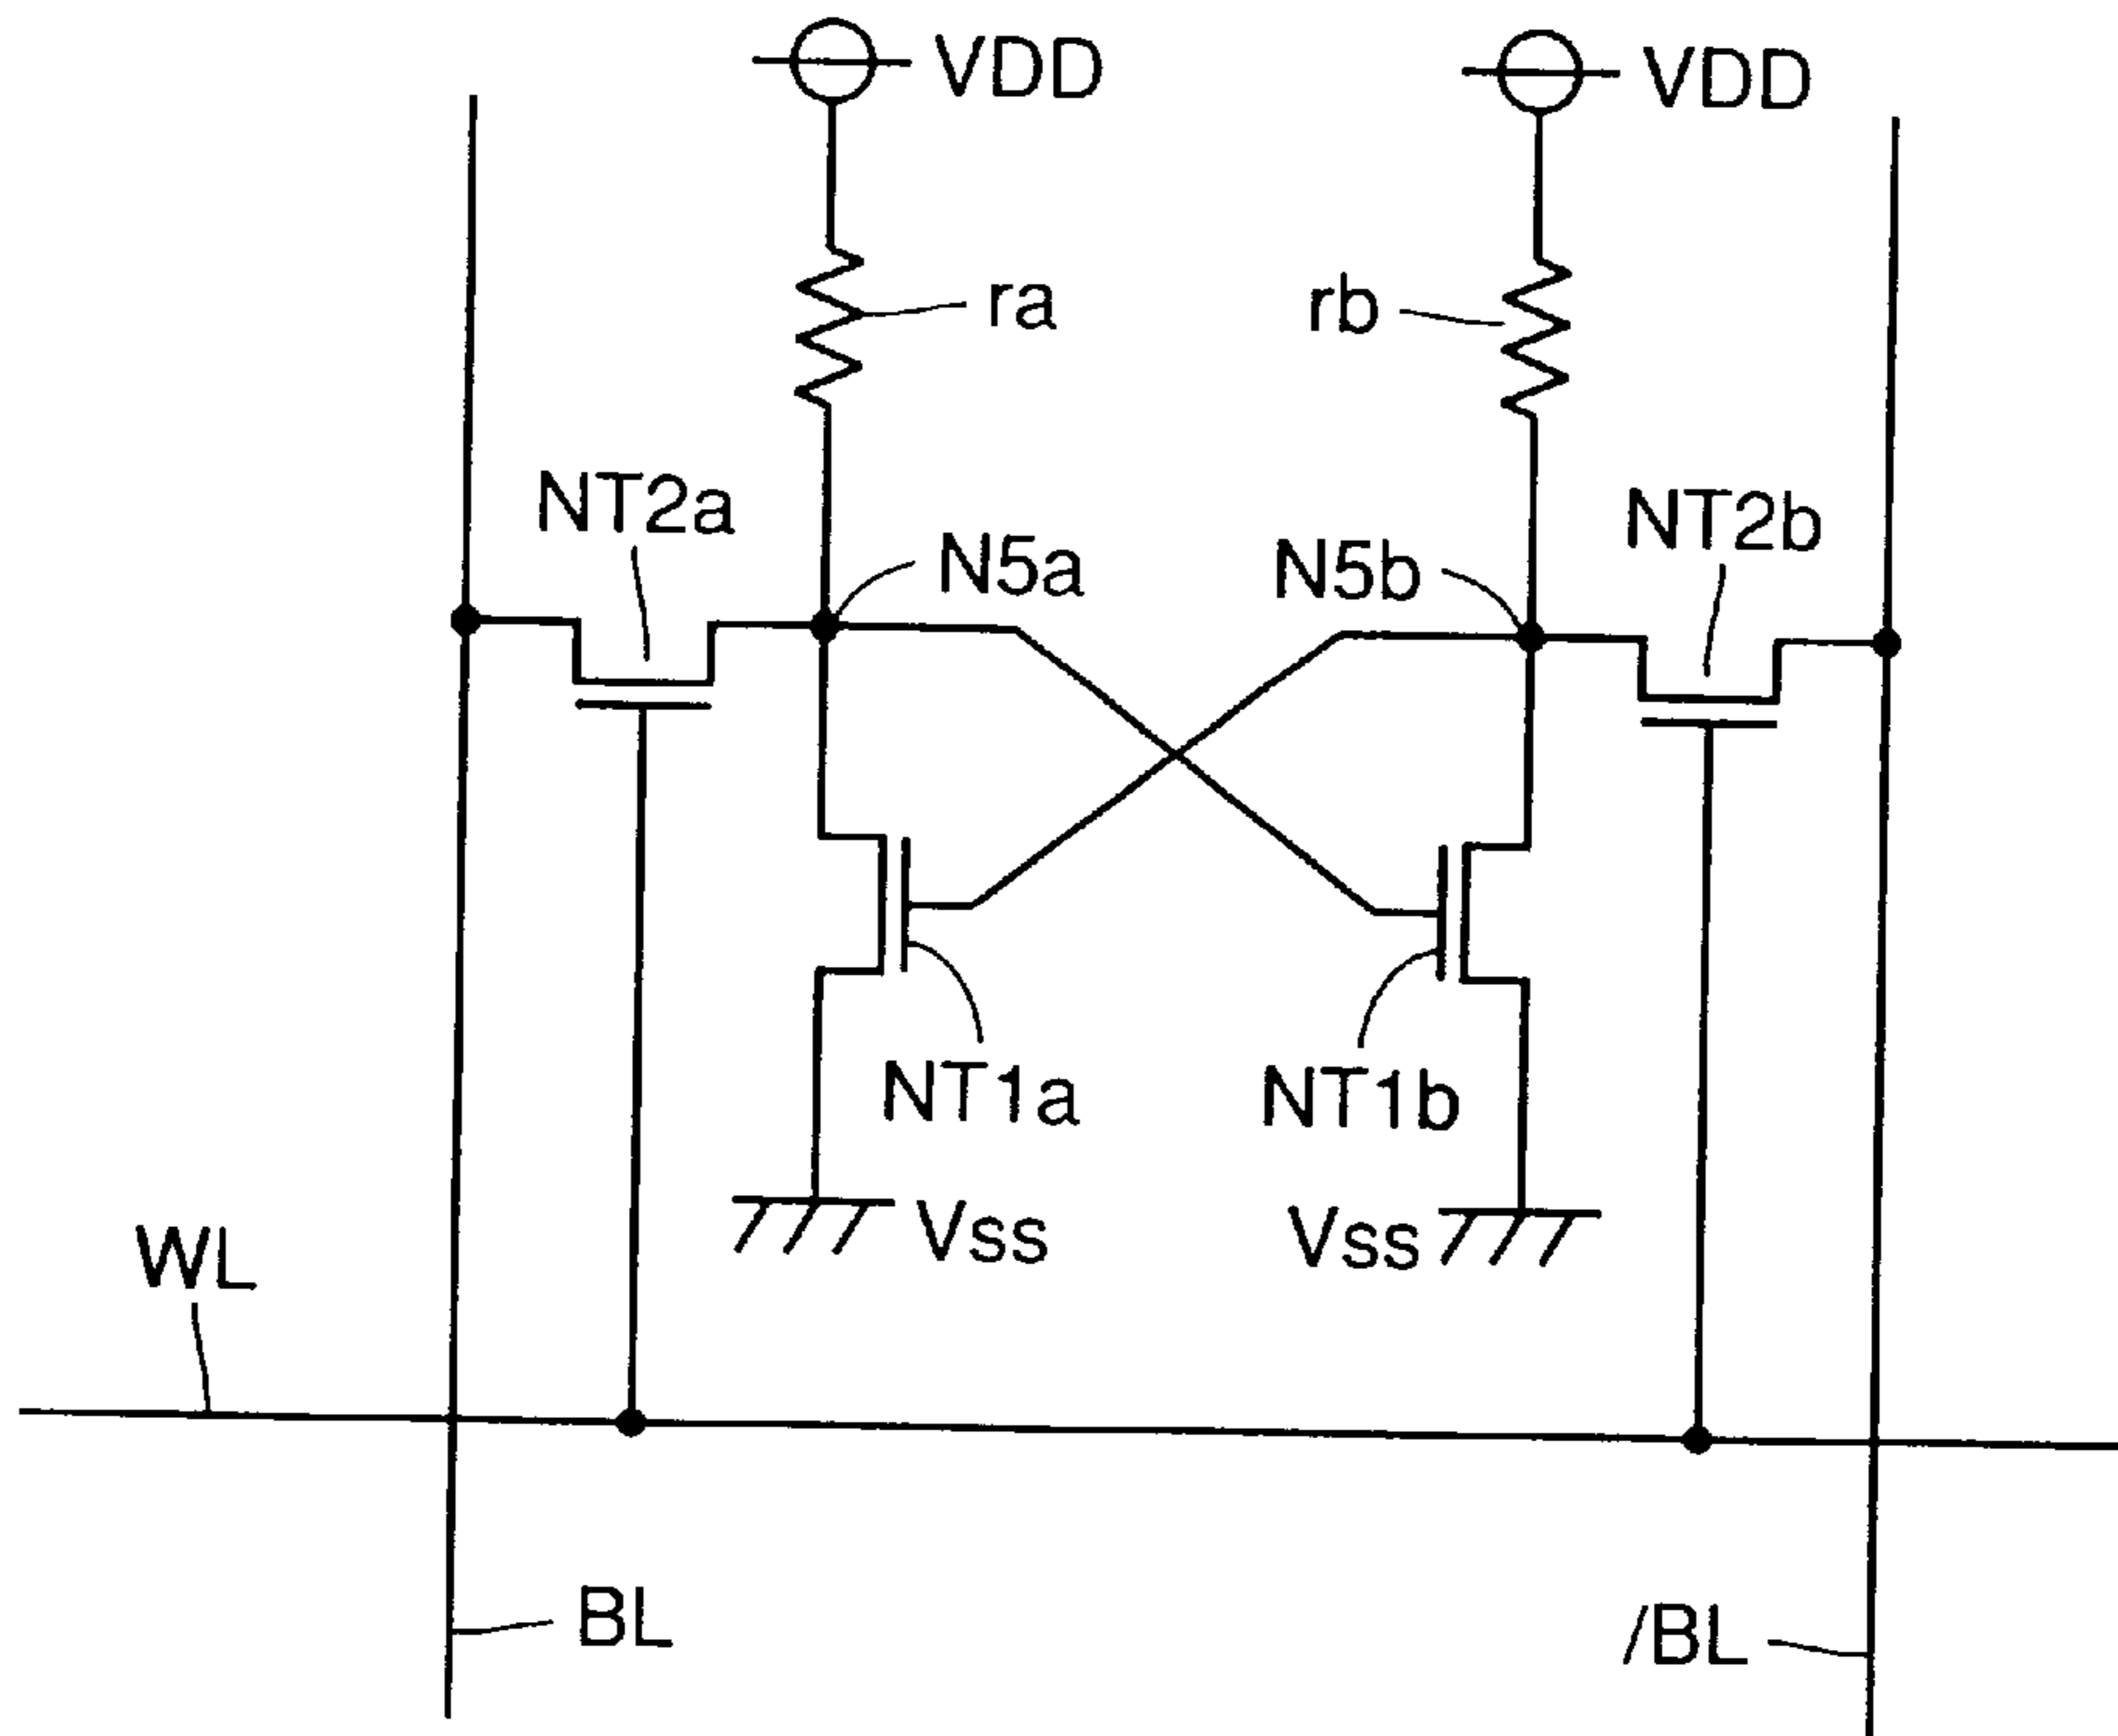 VDD
VDD
ra
rb
NT2a
N5a
N5b
NT2b
NT1a
NT1b
Vss
Vss
WL
BL
/BL